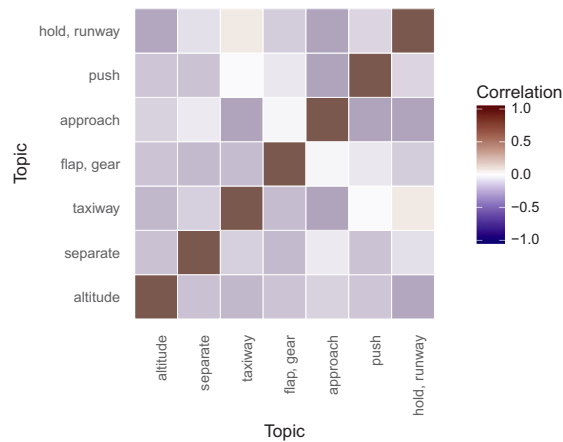 hold, runway
push
approach
flap, gear
taxiway
separate
altitude
Topic
altitude
separate
taxiway
flap, gear
approach
push
hold, runway
Topic
Correlation
1.0
0.5
0.0
−0.5
−1.0